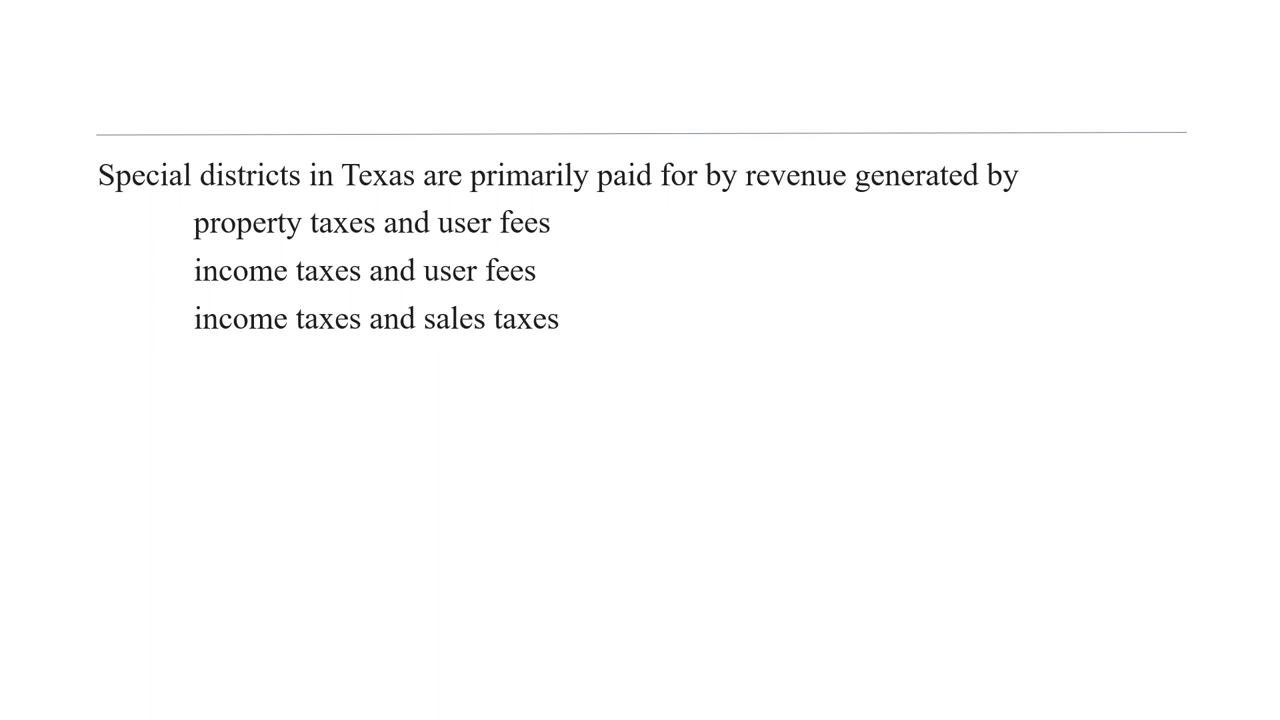 Special districts in Texas are primarily paid for by revenue generated by
property taxes and user fees
income taxes and user fees
income taxes and sales taxes